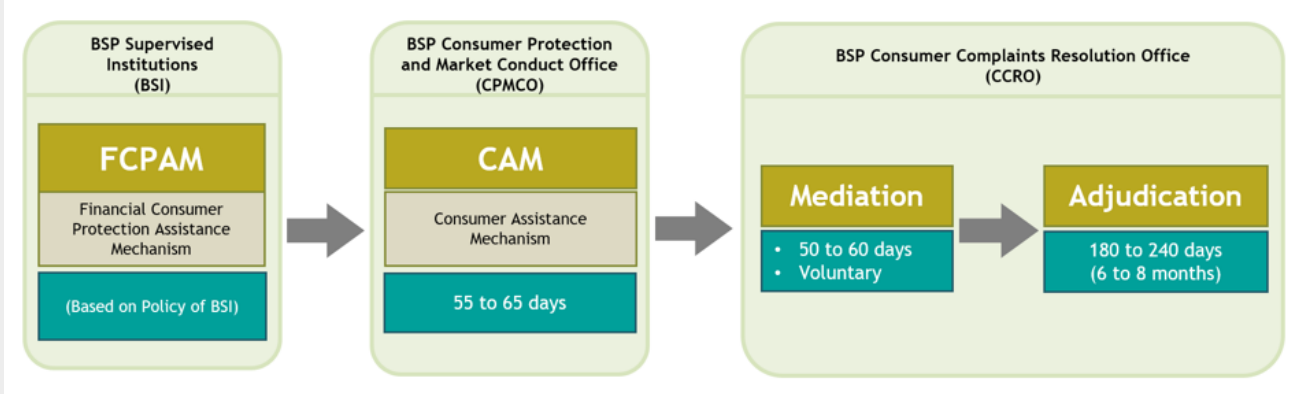 BSP Supervised
Institutions
(BSI)
FCPAM
Financial Consumer
Protection Assistance
Mechanism
(Based on Policy of BSI)
BSP Consumer Protection
and Market Conduct Office
(CPMCO)
CAM
Consumer Assistance
Mechanism
55 to 65 days
BSP Consumer Complaints Resolution Office
(CCRO)
Mediation
• 50 to 60 days
• Voluntary
Adjudication
180 to 240 days
(6 to 8 months)